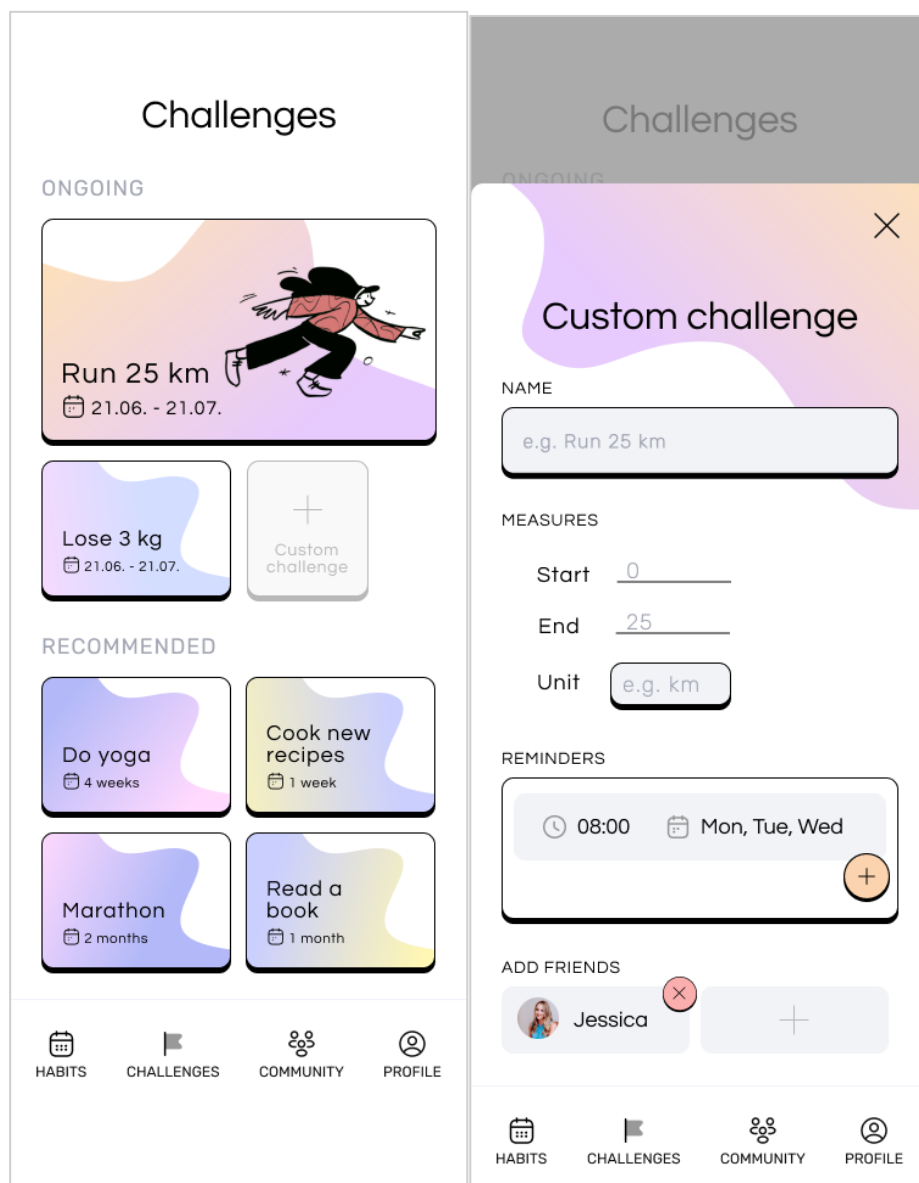 Challenges
ONGOING
Run 25 km
21.06. - 21.07.
Lose 3 kg
21.06. - 21.07.
Custom
challenge
RECOMMENDED
Do yoga
4 weeks
Cook new
recipes
1 week
Marathon
2 months
Read a
book
1 month
HABITS
CHALLENGES
COMMUNITY
PROFILE
Challenges
ONGOING
Custom challenge
NAME
e.g. Run 25 km
MEASURES
Start 0
End 25
Unit e.g. km
REMINDERS
08:00 Mon, Tue, Wed
ADD FRIENDS
Jessica
HABITS
CHALLENGES
COMMUNITY
PROFILE